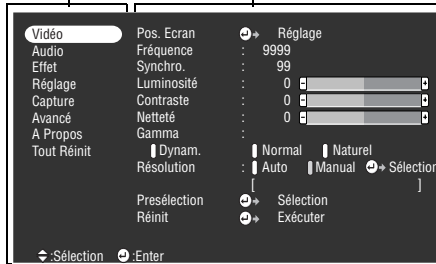 Vidéo
Audio
Effet
Réglage
Capture
Avancé
A Propos
Tout Réinit
Pos. Ecran Réglage
Fréquence : 9999
Synchro. : 99
Luminosité : 0 - +
Contraste : 0 - +
Netteté : 0 - +
Gamma :
Dynam. Normal Naturel
Résolution : Auto Manual Sélection
[ ]
Presélection Sélection
Réinit Exécuter
:Sélection :Enter